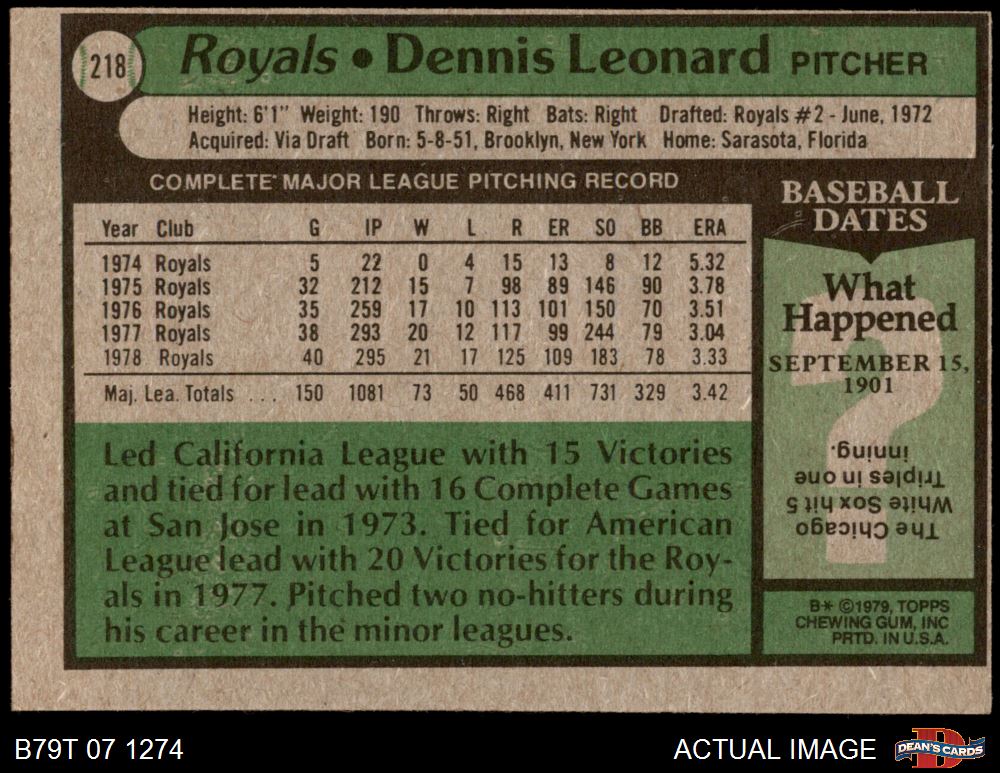 218
Royals • Dennis Leonard PITCHER
Height: 6'1" Weight: 190 Throws: Right Bats: Right Drafted: Royals #2 - June, 1972
Acquired: Via Draft Born: 5-8-51, Brooklyn, New York Home: Sarasota, Florida
COMPLETE MAJOR LEAGUE PITCHING RECORD
Year Club G IP W L R ER SO BB ERA
1974 Royals 5 22 0 4 15 13 8 12 5.32
1975 Royals 32 212 15 7 98 89 146 90 3.78
1976 Royals 35 259 17 10 113 101 150 70 3.51
1977 Royals 38 293 20 12 117 99 244 79 3.04
1978 Royals 40 295 21 17 125 109 183 78 3.33
Maj. Lea. Totals . . . 150 1081 73 50 468 411 731 329 3.42
Led California League with 15 Victories
and tied for lead with 16 Complete Games
at San Jose in 1973. Tied for American
League lead with 20 Victories for the Roy-
als in 1977. Pitched two no-hitters during
his career in the minor leagues.
BASEBALL
DATES
What
Happened
SEPTEMBER 15,
1901
?
The Chicago
White Sox hit 5
Triples in one
inning.
B* ©1979, TOPPS
CHEWING GUM, INC
PRTD. IN U.S.A.
B79T 07 1274
ACTUAL IMAGE
D
DEAN'S CARDS